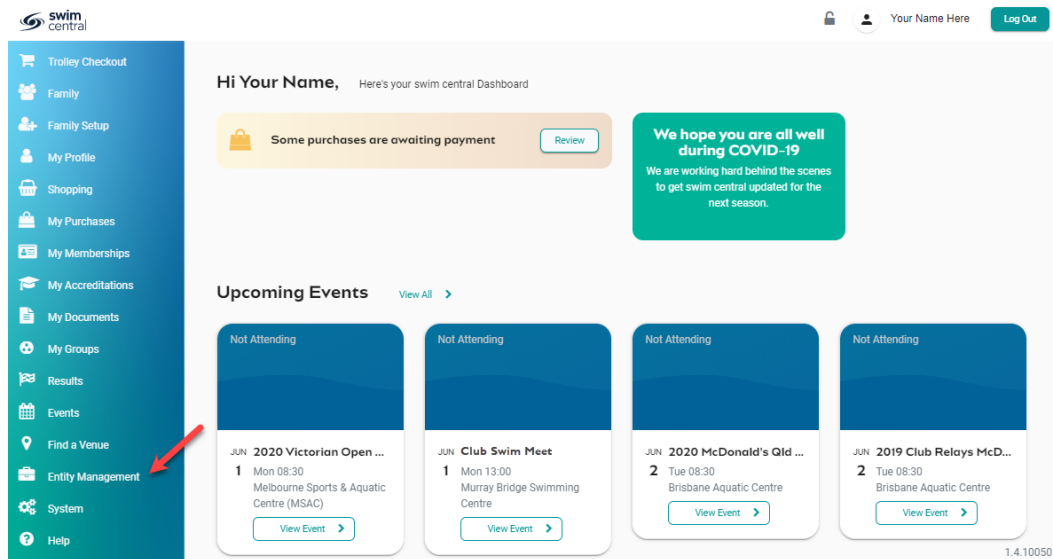 swim
central
Your Name Here
Log Out
Trolley Checkout
Family
Family Setup
My Profile
Shopping
My Purchases
My Memberships
My Accreditations
My Documents
My Groups
Results
Events
Find a Venue
Entity Management
System
Help
Hi Your Name,
Here's your swim central Dashboard
Some purchases are awaiting payment
Review
We hope you are all well
during COVID-19
We are working hard behind the scenes
to get swim central updated for the
next season.
Upcoming Events
View All
Not Attending
JUN 2020 Victorian Open ...
1 Mon 08:30
Melbourne Sports & Aquatic
Centre (MSAC)
View Event
Not Attending
JUN Club Swim Meet
1 Mon 13:00
Murray Bridge Swimming
Centre
View Event
Not Attending
JUN 2020 McDonald's Qld ...
2 Tue 08:30
Brisbane Aquatic Centre
View Event
Not Attending
JUN 2019 Club Relays McD...
2 Tue 08:30
Brisbane Aquatic Centre
View Event
1.4.10050